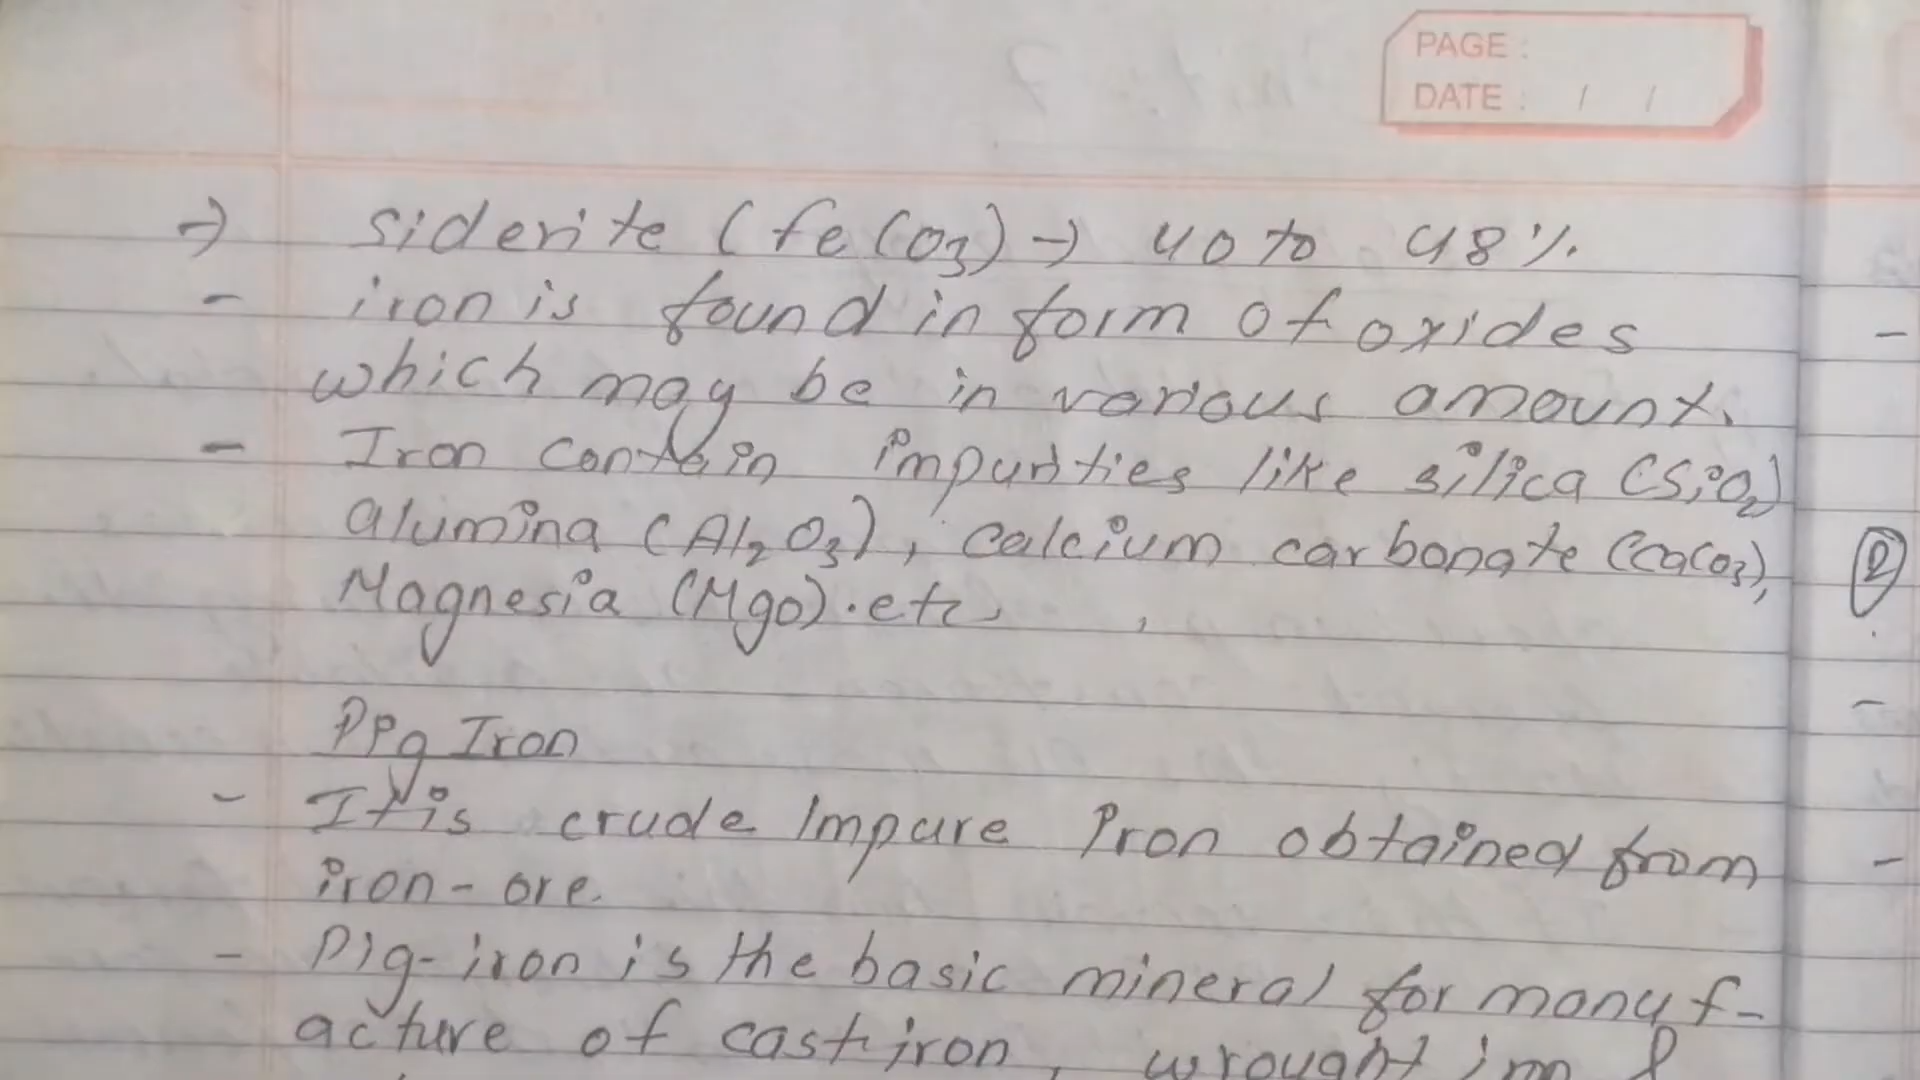 PAGE :
DATE : / /
→ siderite (feCO3) → 40 to 48%.
- iron is found in form of oxides
which may be in various amount.
- Iron contain impurities like silica (SiO2)
alumina (Al2O3), calcium carbonate (CaCO3),
Magnesia (MgO). etc.
Pig Iron
- It is crude Impure Iron obtained from
iron-ore.
- Pig-iron is the basic mineral for manuf-
acture of cast iron, wrought